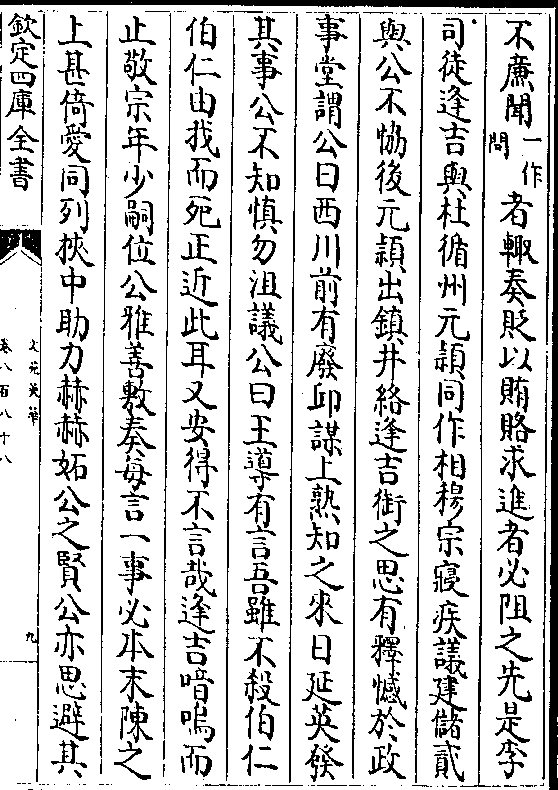 不廉聞一作問者輙奏貶以賄賂求進者必阻之先是李
司徒逢吉與杜循州元頴同作相穆宗寢疾議建儲貳
與公不恊後元頴出鎮井絡逢吉銜之思有釋憾於政
事堂謂公曰西川前有廢卭謀上熟知之來日延英發
其事公不知慎勿沮議公曰王導有言吾雖不殺伯仁
伯仁由我而死正近此耳又安得不言哉逢吉喑嗚而
止敬宗年少嗣位公雅善敷奏每言一事必本末陳之
上甚倚愛同列挾中助力赫赫妬公之賢公亦思避其
欽定四庫全書
文苑英華
卷八百八十八
九